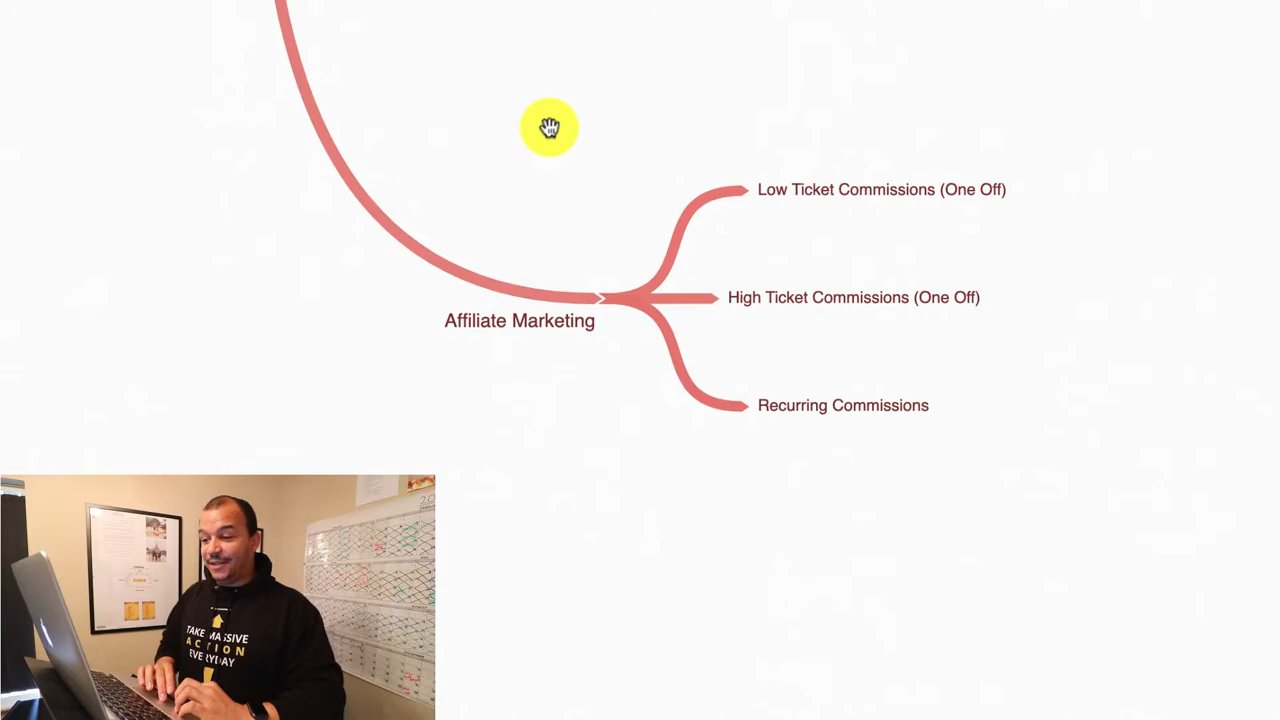 Low Ticket Commissions (One Off)
High Ticket Commissions (One Off)
Affiliate Marketing
Recurring Commissions
TAKE MASSIVE
ACTION
EVERYDAY